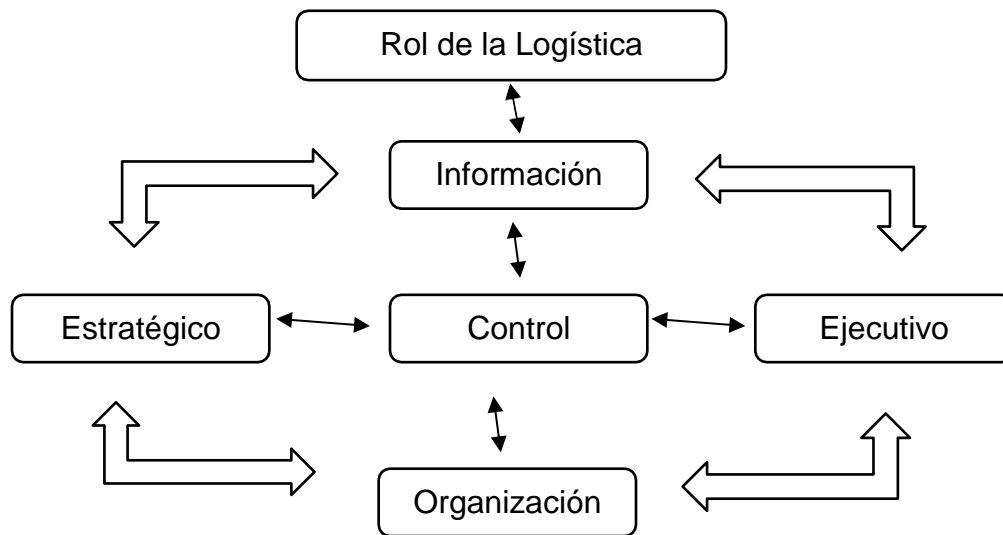 Rol de la Logística
Información
Estratégico
Control
Ejecutivo
Organización